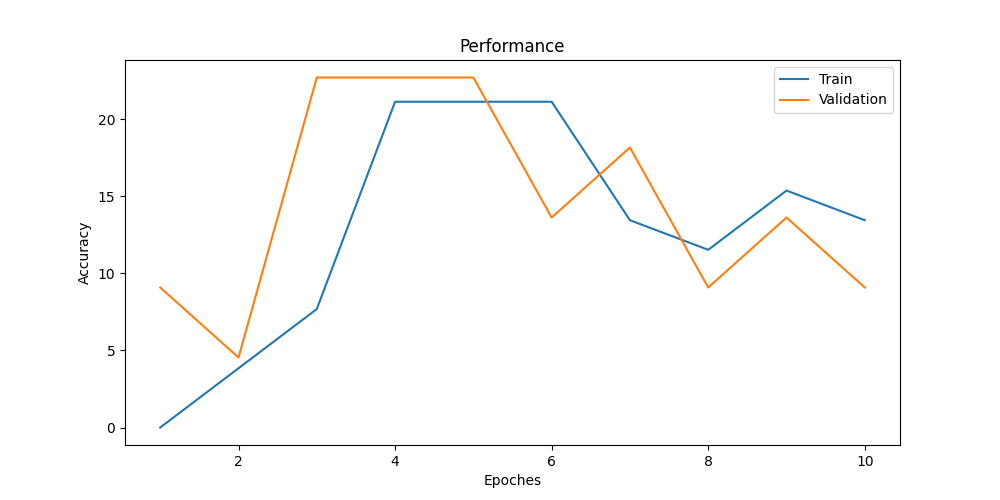 Performance
Train
Validation
Accuracy
20
15
10
5
0
2 4 6 8 10
Epoches